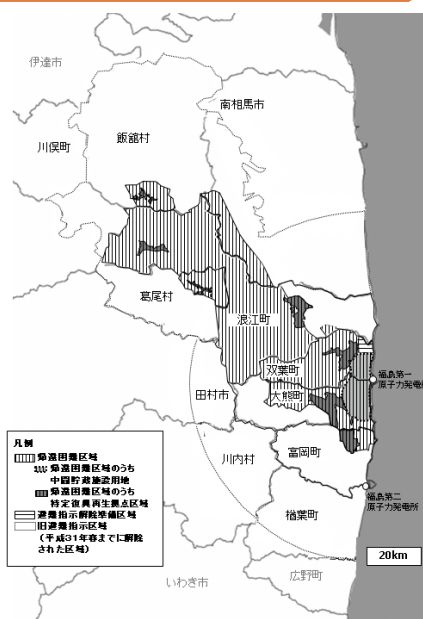 伊達市
南相馬市
飯舘村
川俣町
葛尾村
浪江町
双葉町
福島第一
原子力発電所
田村市
大熊町
富岡町
川内村
福島第二
原子力発電所
楢葉町
広野町
いわき市
20km
凡例
帰還困難区域
帰還困難区域のうち
中間貯蔵施設用地
帰還困難区域のうち
特定復興再生拠点区域
避難指示解除準備区域
旧避難指示区域
(平成31年春までに解除
された区域)